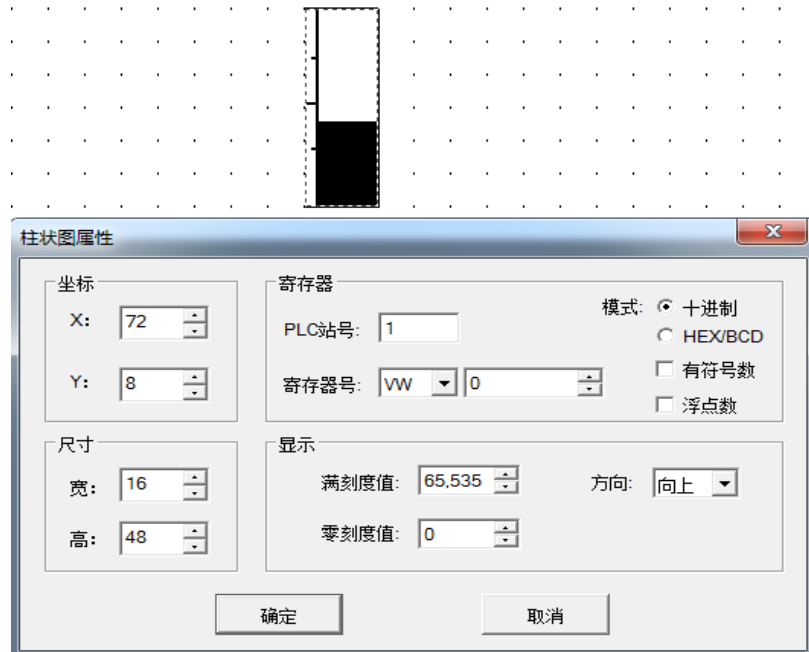 柱状图属性
坐标
X: 72
Y: 8
寄存器
PLC站号: 1
寄存器号: VW 0
模式: 十进制
HEX/BCD
有符号数
浮点数
尺寸
宽: 16
高: 48
显示
满刻度值: 65,535
零刻度值: 0
方向: 向上
确定
取消